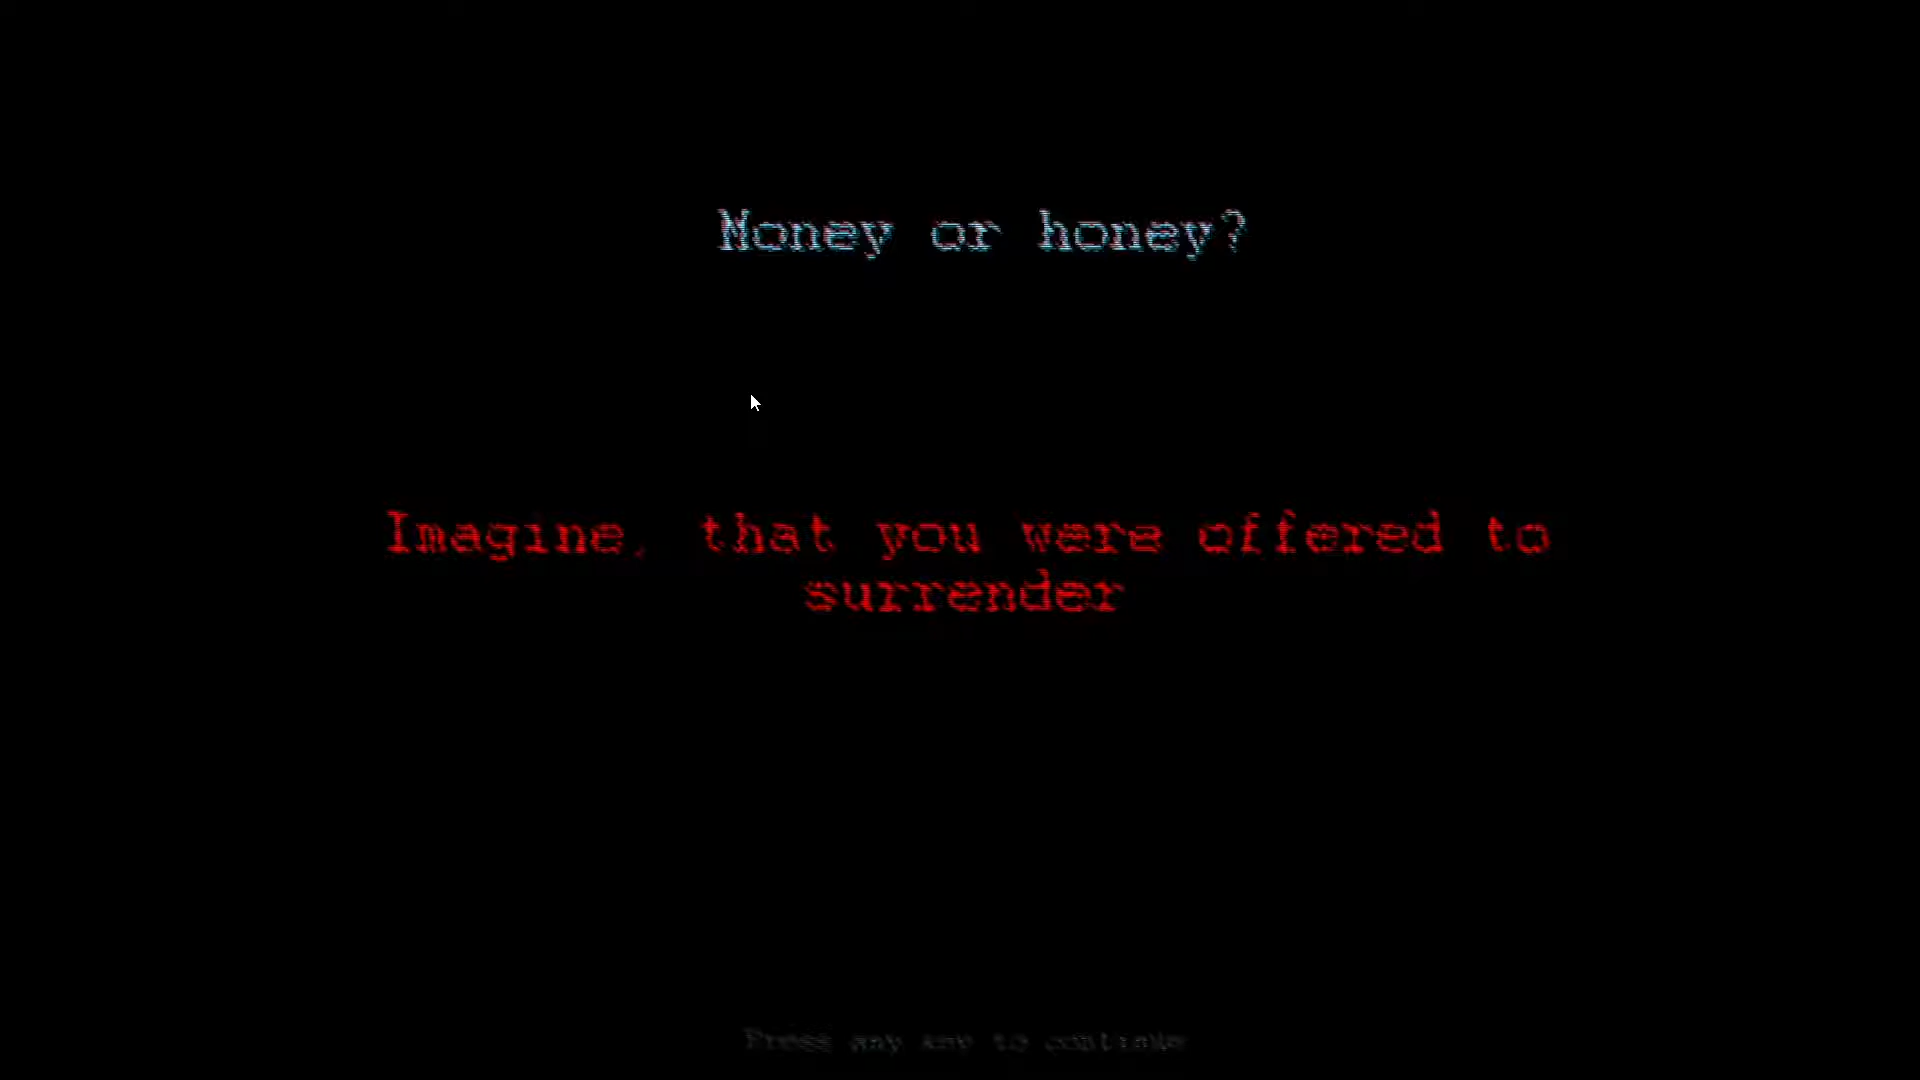 Money or honey?
Imagine, that you were offered to
surrender
Press any key to continue